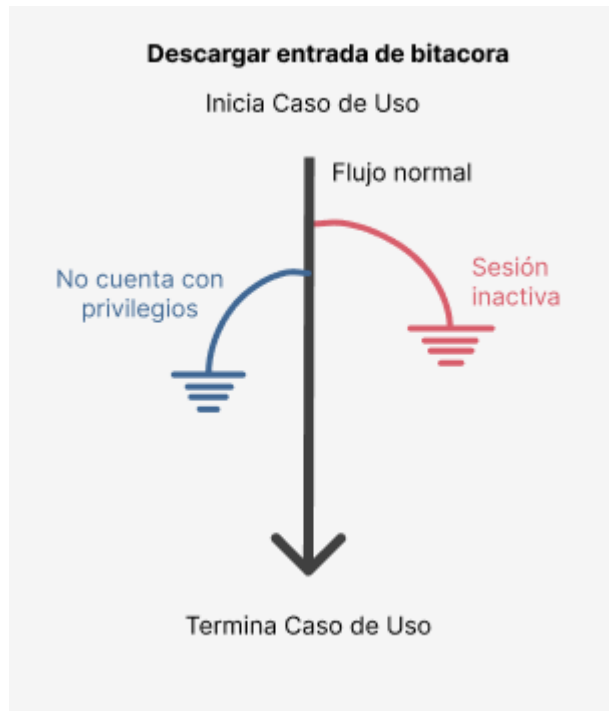 Descargar entrada de bitacora
Inicia Caso de Uso
Flujo normal
Sesión
inactiva
No cuenta con
privilegios
Termina Caso de Uso